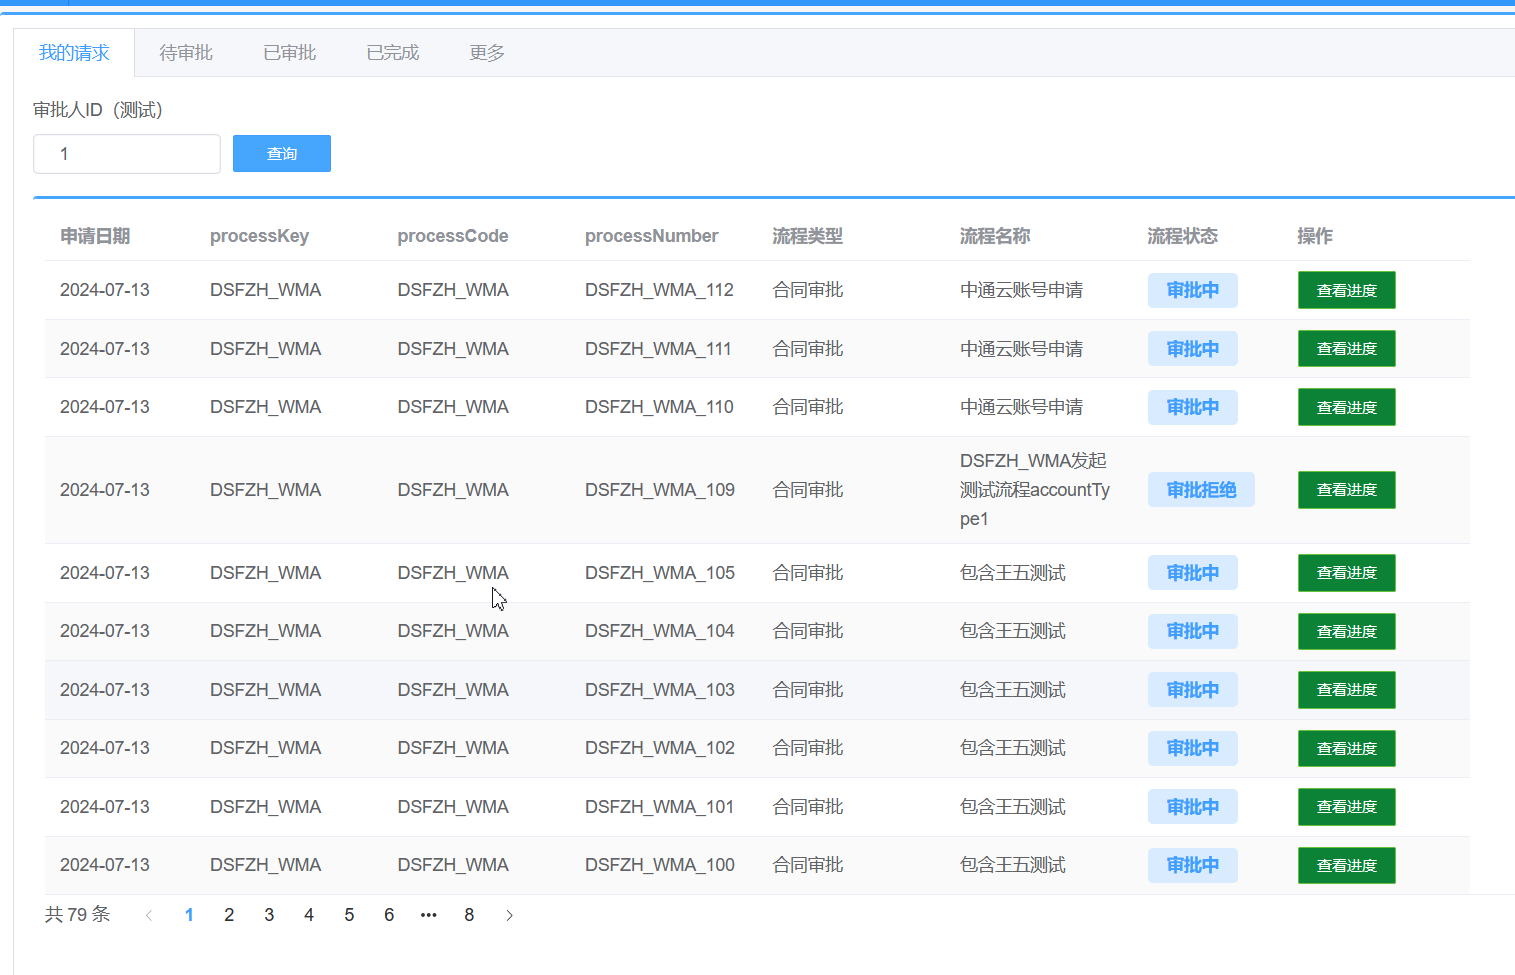 我的请求 待审批 已审批 已完成 更多
审批人ID（测试）
1 查询
申请日期 processKey processCode processNumber 流程类型 流程名称 流程状态 操作
2024-07-13 DSFZH_WMA DSFZH_WMA DSFZH_WMA_112 合同审批 中通云账号申请 审批中 查看进度
2024-07-13 DSFZH_WMA DSFZH_WMA DSFZH_WMA_111 合同审批 中通云账号申请 审批中 查看进度
2024-07-13 DSFZH_WMA DSFZH_WMA DSFZH_WMA_110 合同审批 中通云账号申请 审批中 查看进度
DSFZH_WMA发起
2024-07-13 DSFZH_WMA DSFZH_WMA DSFZH_WMA_109 合同审批 测试流程accountTy 审批拒绝 查看进度
pe1
2024-07-13 DSFZH_WMA DSFZH_WMA DSFZH_WMA_105 合同审批 包含王五测试 审批中 查看进度
2024-07-13 DSFZH_WMA DSFZH_WMA DSFZH_WMA_104 合同审批 包含王五测试 审批中 查看进度
2024-07-13 DSFZH_WMA DSFZH_WMA DSFZH_WMA_103 合同审批 包含王五测试 审批中 查看进度
2024-07-13 DSFZH_WMA DSFZH_WMA DSFZH_WMA_102 合同审批 包含王五测试 审批中 查看进度
2024-07-13 DSFZH_WMA DSFZH_WMA DSFZH_WMA_101 合同审批 包含王五测试 审批中 查看进度
2024-07-13 DSFZH_WMA DSFZH_WMA DSFZH_WMA_100 合同审批 包含王五测试 审批中 查看进度
共 79 条 1 2 3 4 5 6 ••• 8